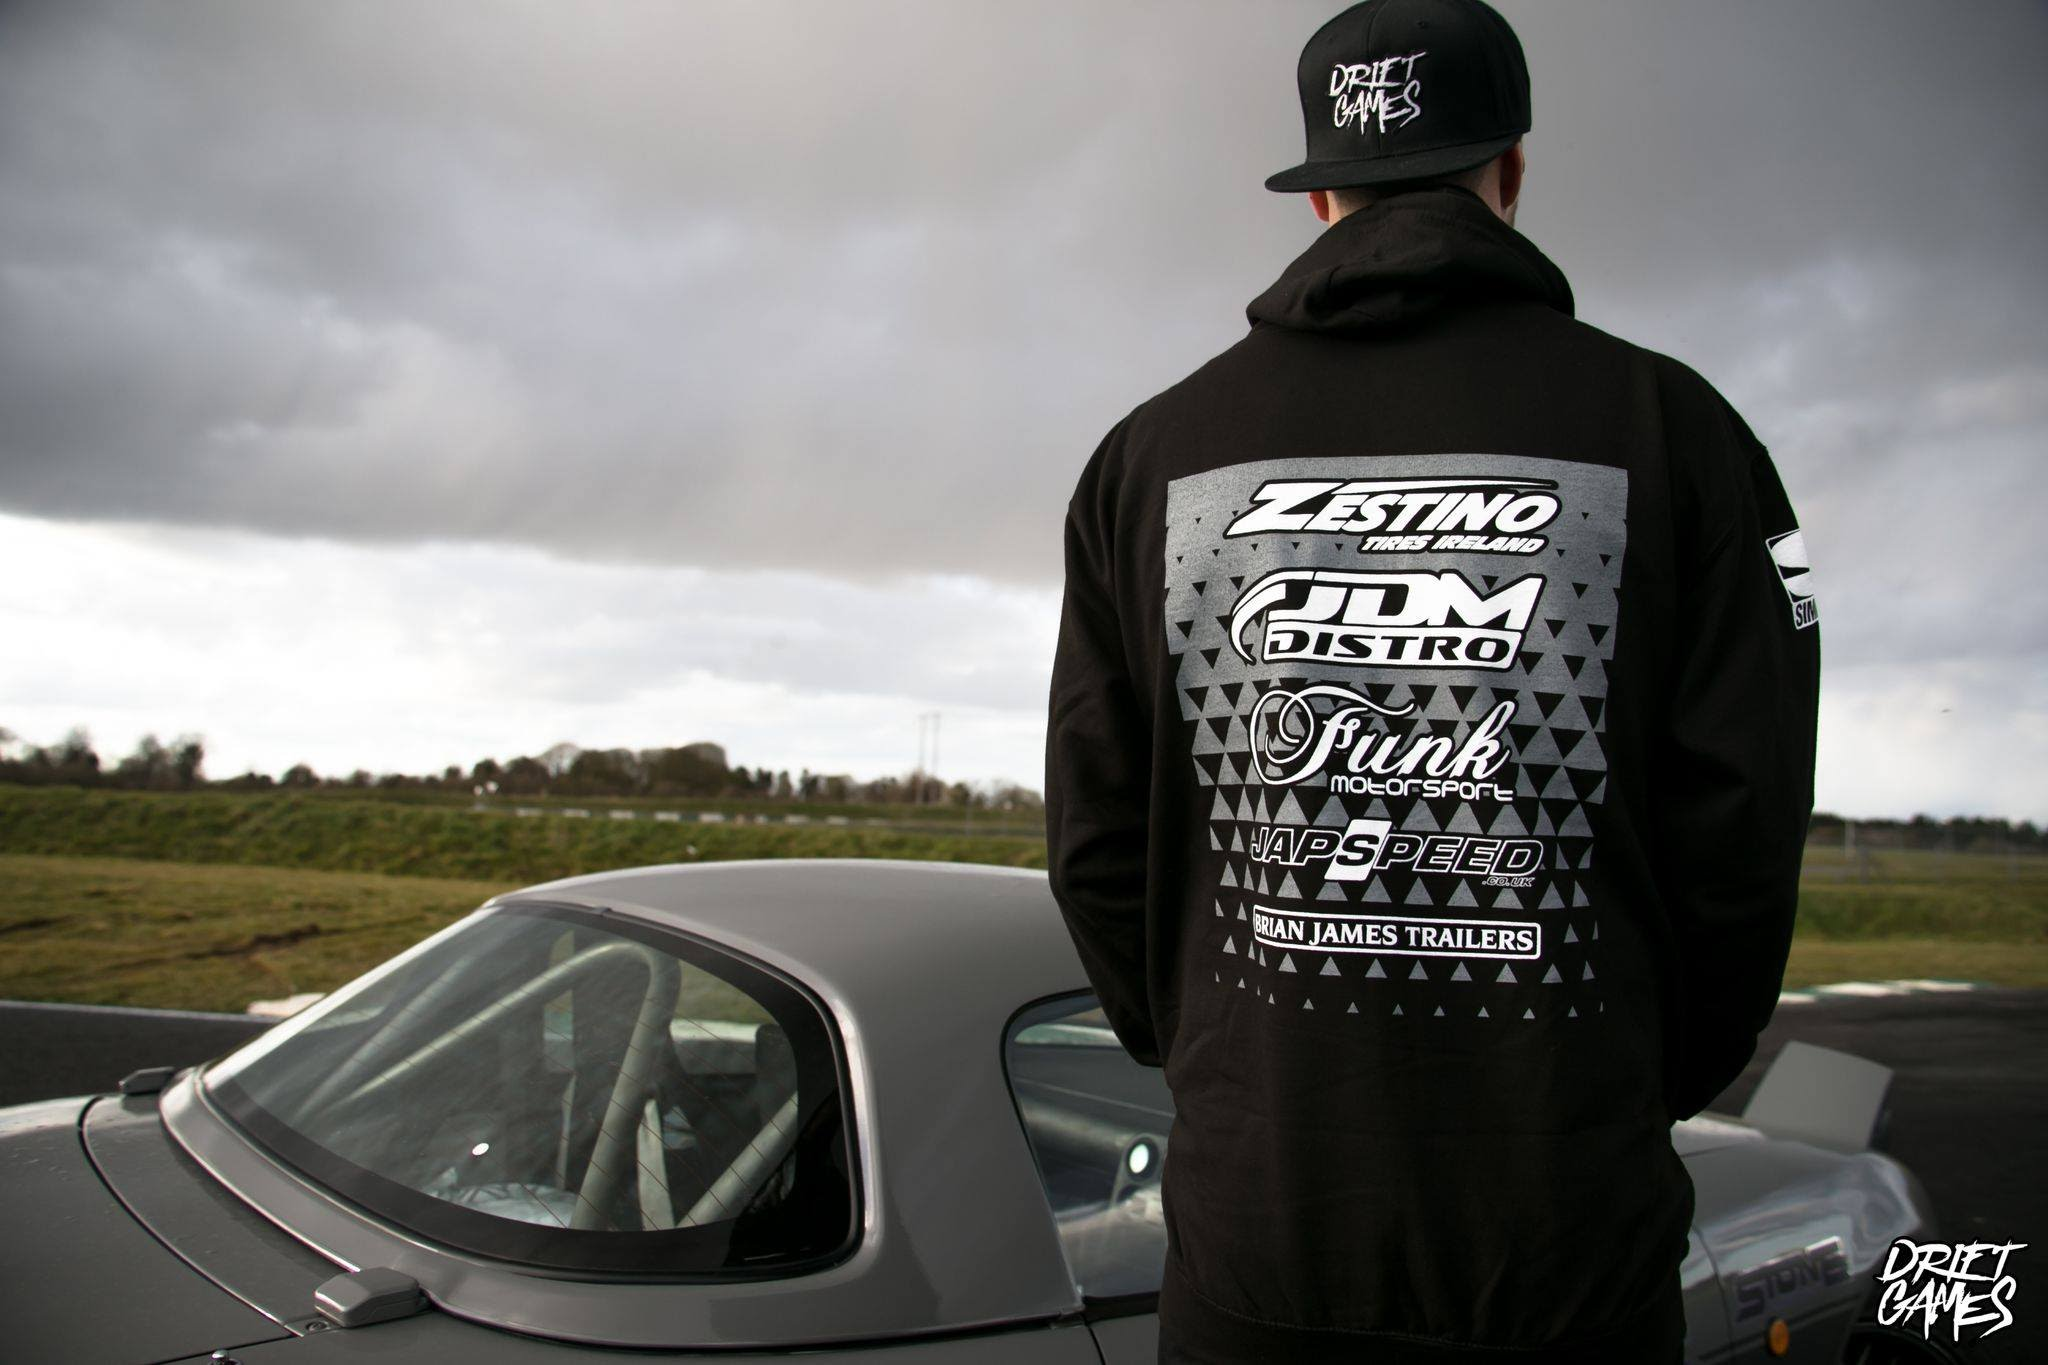 DRIFT
GAMES
ZESTINO
TIRES IRELAND
JDM
DISTRO
Funk
motorsport
JAPSPEED
.CO.UK
BRIAN JAMES TRAILERS
DRIFT
GAMES